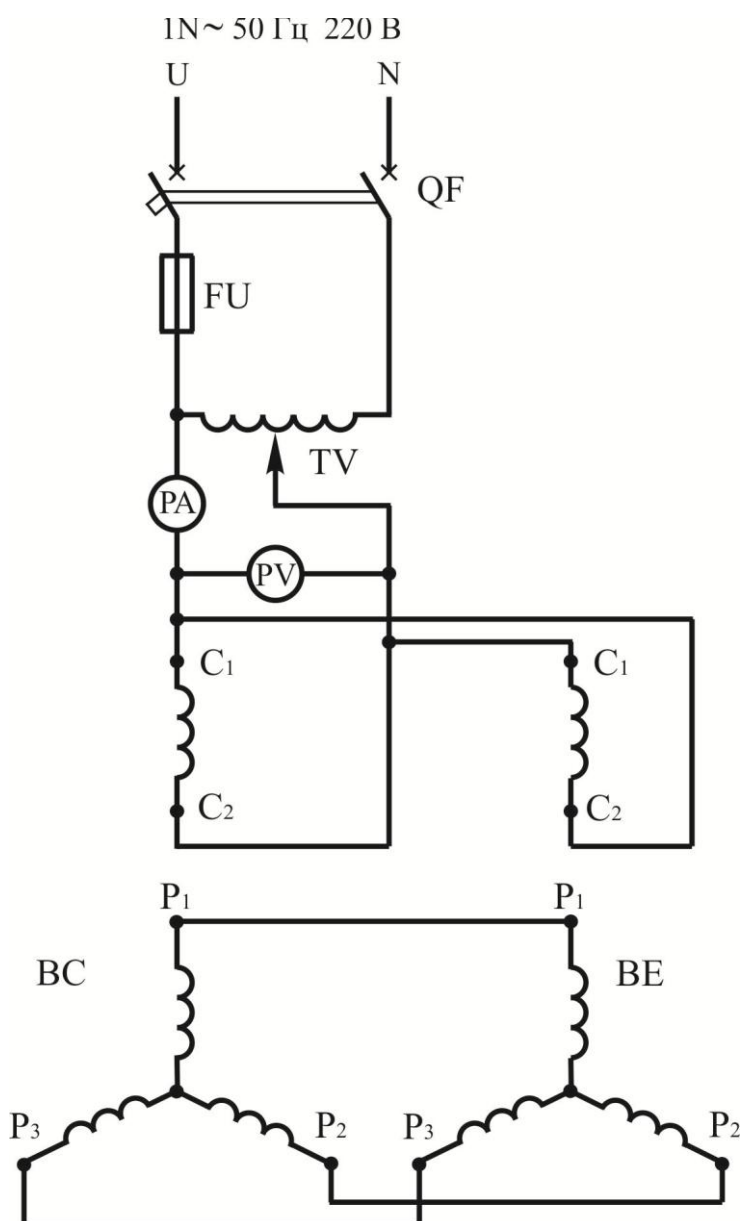 1N~ 50 Гц 220 В
U N
QF
FU
TV
PA
PV
C1 C1
C2 C2
P1 P1
BC BE
P3 P2 P3 P2